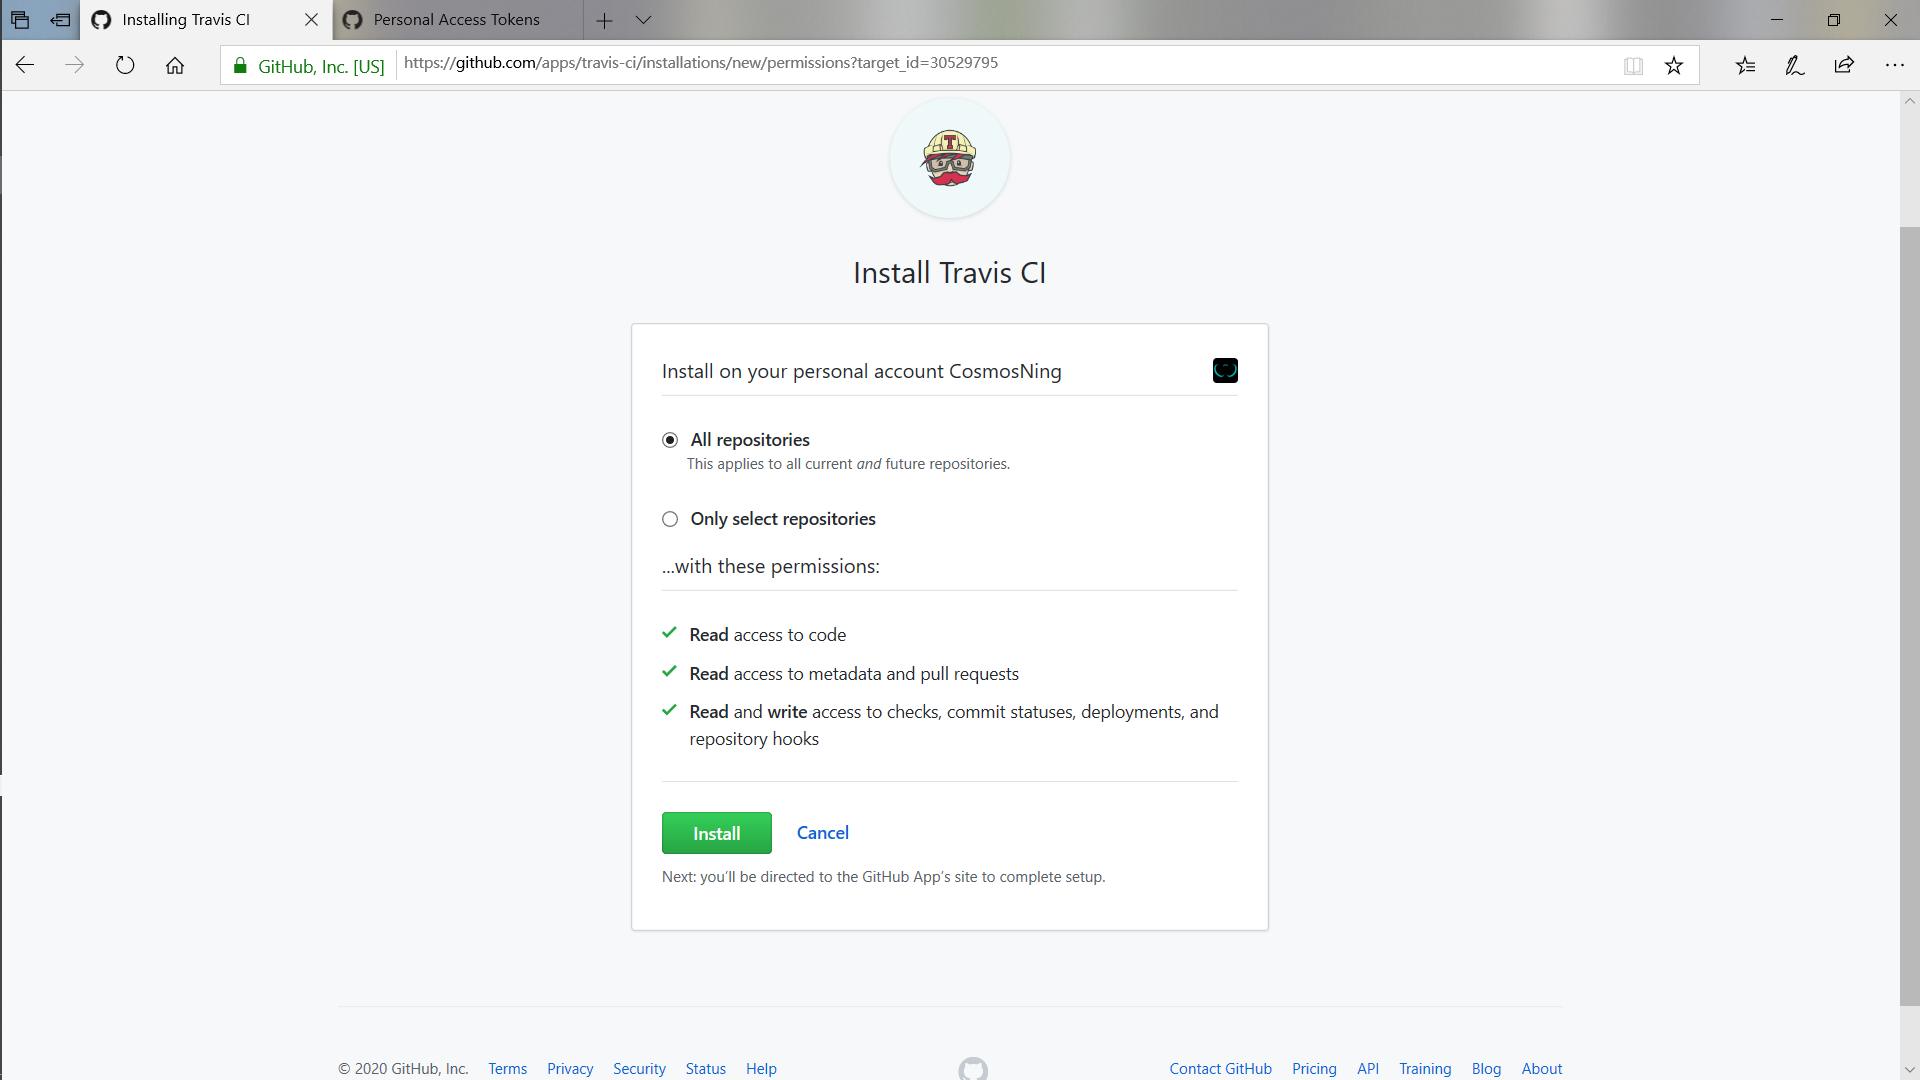 Installing Travis CI
Personal Access Tokens
GitHub, Inc. [US]
https://github.com/apps/travis-ci/installations/new/permissions?target_id=30529795
T
Install Travis CI
Install on your personal account CosmosNing
All repositories
This applies to all current and future repositories.
Only select repositories
...with these permissions:
Read access to code
Read access to metadata and pull requests
Read and write access to checks, commit statuses, deployments, and
repository hooks
Install Cancel
Next: you'll be directed to the GitHub App's site to complete setup.
© 2020 GitHub, Inc. Terms Privacy Security Status Help Contact GitHub Pricing API Training Blog About